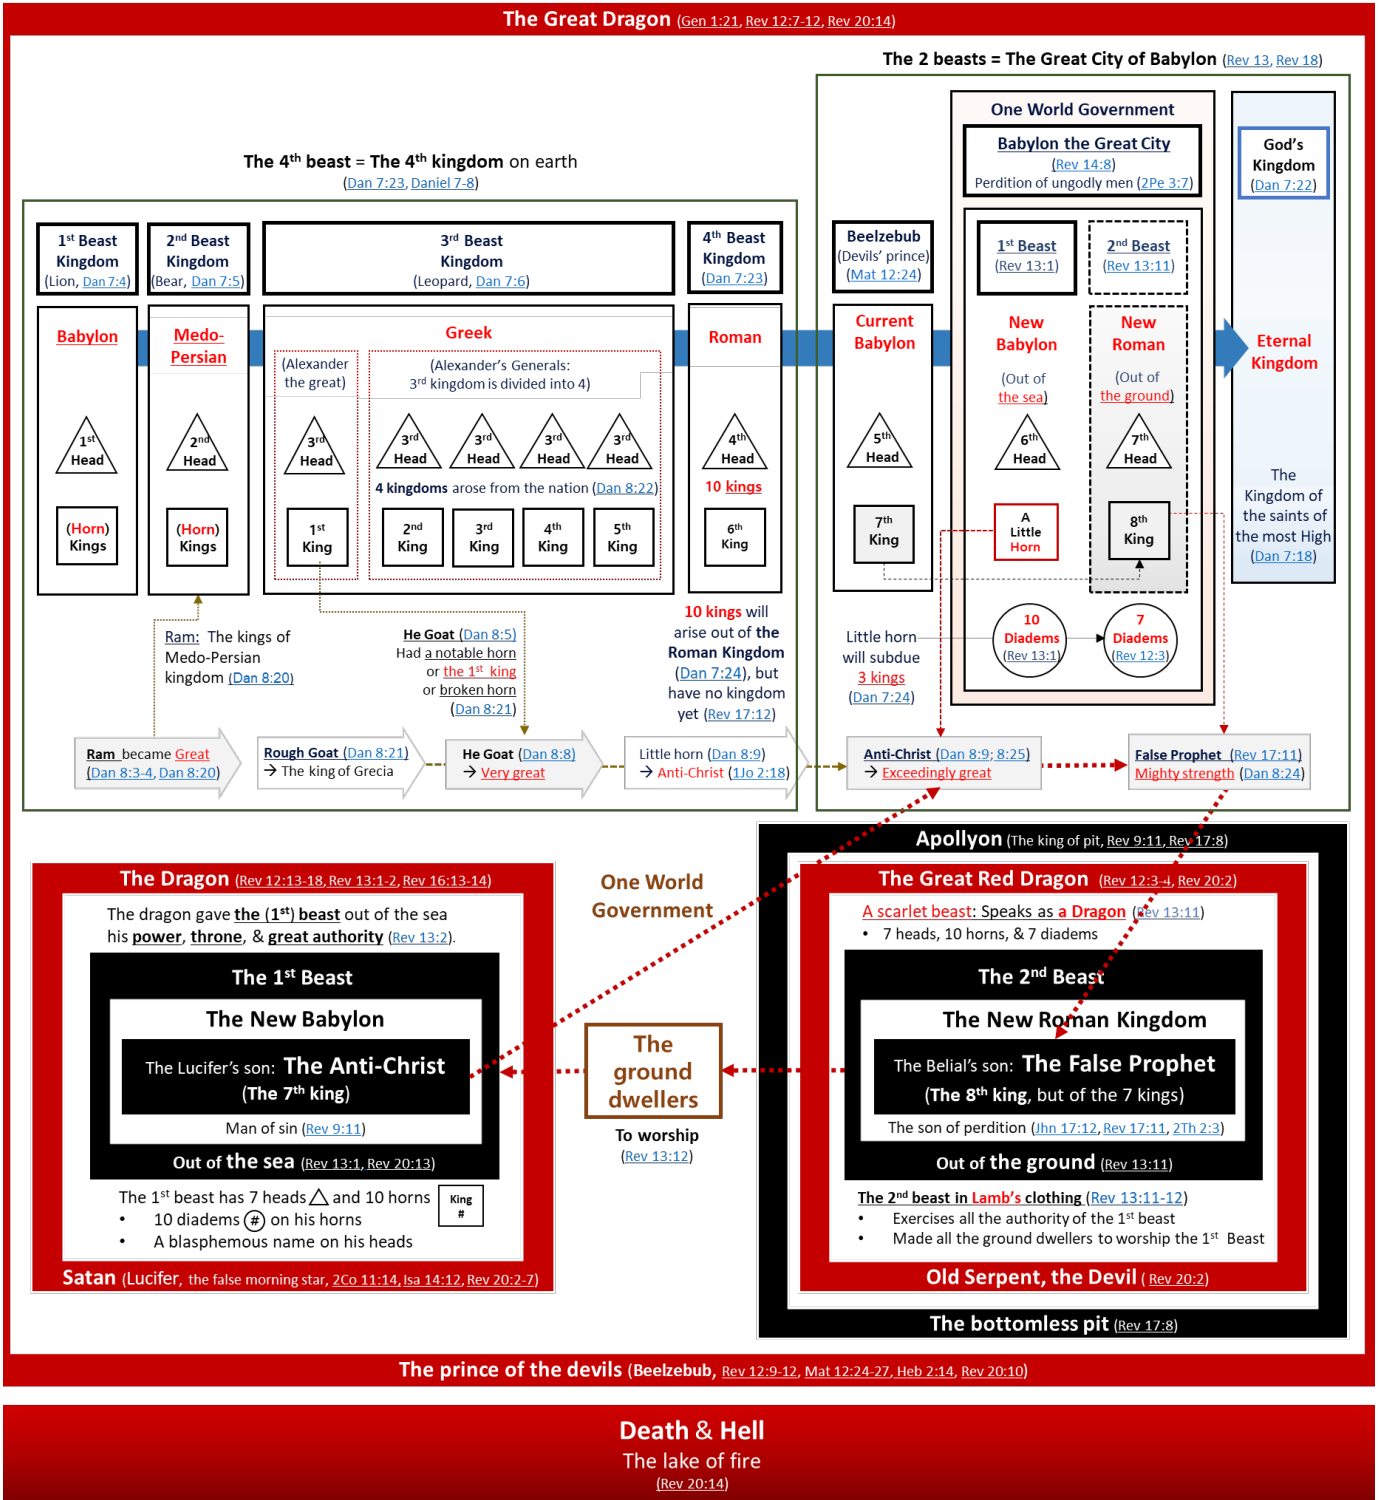 The Great Dragon (Gen 1:21, Rev 12:7-12, Rev 20:14)
The 2 beasts = The Great City of Babylon (Rev 13, Rev 18)
The 4th beast = The 4th kingdom on earth
(Dan 7:23, Daniel 7-8)
One World Government
Babylon the Great City
(Rev 14:8)
Perdition of ungodly men (2Pe 3:7)
God's
Kingdom
(Dan 7:22)
1st Beast
Kingdom
(Lion, Dan 7:4)
2nd Beast
Kingdom
(Bear, Dan 7:5)
3rd Beast
Kingdom
(Leopard, Dan 7:6)
4th Beast
Kingdom
(Dan 7:23)
Beelzebub
(Devils' prince)
(Mat 12:24)
1st Beast
(Rev 13:1)
2nd Beast
(Rev 13:11)
Babylon
Medo-
Persian
Greek
Roman
Current
Babylon
New
Babylon
New
Roman
Eternal
Kingdom
(Alexander
the great)
(Alexander's Generals:
3rd kingdom is divided into 4)
(Out of
the sea)
(Out of
the ground)
1st
Head
2nd
Head
3rd
Head
3rd
Head
3rd
Head
3rd
Head
3rd
Head
4th
Head
5th
Head
6th
Head
7th
Head
4 kingdoms arose from the nation (Dan 8:22)
10 kings
The
Kingdom of
the saints of
the most High
(Dan 7:18)
(Horn)
Kings
(Horn)
Kings
1st
King
2nd
King
3rd
King
4th
King
5th
King
6th
King
7th
King
A
Little
Horn
8th
King
Ram: The kings of
Medo-Persian
kingdom (Dan 8:20)
He Goat (Dan 8:5)
Had a notable horn
or the 1st king
or broken horn
(Dan 8:21)
10 kings will
arise out of the
Roman Kingdom
(Dan 7:24), but
have no kingdom
yet (Rev 17:12)
Little horn
will subdue
3 kings
(Dan 7:24)
10
Diadems
(Rev 13:1)
7
Diadems
(Rev 12:3)
Ram became Great
(Dan 8:3-4, Dan 8:20)
Rough Goat (Dan 8:21)
→ The king of Grecia
He Goat (Dan 8:8)
→ Very great
Little horn (Dan 8:9)
→ Anti-Christ (1Jo 2:18)
Anti-Christ (Dan 8:9; 8:25)
→ Exceedingly great
False Prophet (Rev 17:11)
Mighty strength (Dan 8:24)
Apollyon (The king of pit, Rev 9:11, Rev 17:8)
The Dragon (Rev 12:13-18, Rev 13:1-2, Rev 16:13-14)
The dragon gave the (1st) beast out of the sea
his power, throne, & great authority (Rev 13:2).
The 1st Beast
The New Babylon
The Lucifer's son: The Anti-Christ
(The 7th king)
Man of sin (Rev 9:11)
Out of the sea (Rev 13:1, Rev 20:13)
The 1st beast has 7 heads and 10 horns
King
#
• 10 diadems # on his horns
• A blasphemous name on his heads
Satan (Lucifer, the false morning star, 2Co 11:14, Isa 14:12, Rev 20:2-7)
One World
Government
The
ground
dwellers
To worship
(Rev 13:12)
The Great Red Dragon (Rev 12:3-4, Rev 20:2)
A scarlet beast: Speaks as a Dragon (Rev 13:11)
• 7 heads, 10 horns, & 7 diadems
The 2nd Beast
The New Roman Kingdom
The Belial's son: The False Prophet
(The 8th king, but of the 7 kings)
The son of perdition (Jhn 17:12, Rev 17:11, 2Th 2:3)
Out of the ground (Rev 13:11)
The 2nd beast in Lamb's clothing (Rev 13:11-12)
• Exercises all the authority of the 1st beast
• Made all the ground dwellers to worship the 1st Beast
Old Serpent, the Devil ( Rev 20:2)
The bottomless pit (Rev 17:8)
The prince of the devils (Beelzebub, Rev 12:9-12, Mat 12:24-27, Heb 2:14, Rev 20:10)
Death & Hell
The lake of fire
(Rev 20:14)